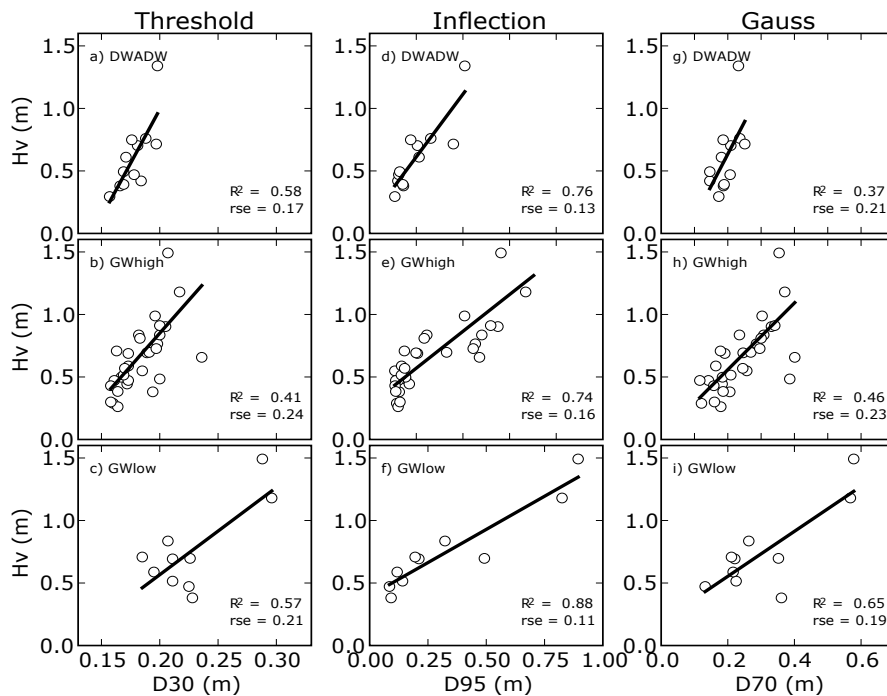 Threshold Inflection Gauss
a) DWADW d) DWADW g) DWADW
1.5
1.0
0.5
0.0
Hv (m)
R² = 0.58 R² = 0.76 R² = 0.37
rse = 0.17 rse = 0.13 rse = 0.21
b) GWhigh e) GWhigh h) GWhigh
1.5
1.0
0.5
0.0
Hv (m)
R² = 0.41 R² = 0.74 R² = 0.46
rse = 0.24 rse = 0.16 rse = 0.23
c) GWlow f) GWlow i) GWlow
1.5
1.0
0.5
0.0
Hv (m)
R² = 0.57 R² = 0.88 R² = 0.65
rse = 0.21 rse = 0.11 rse = 0.19
0.15 0.20 0.25 0.30 0.00 0.25 0.50 0.75 1.00 0.0 0.2 0.4 0.6
D30 (m) D95 (m) D70 (m)